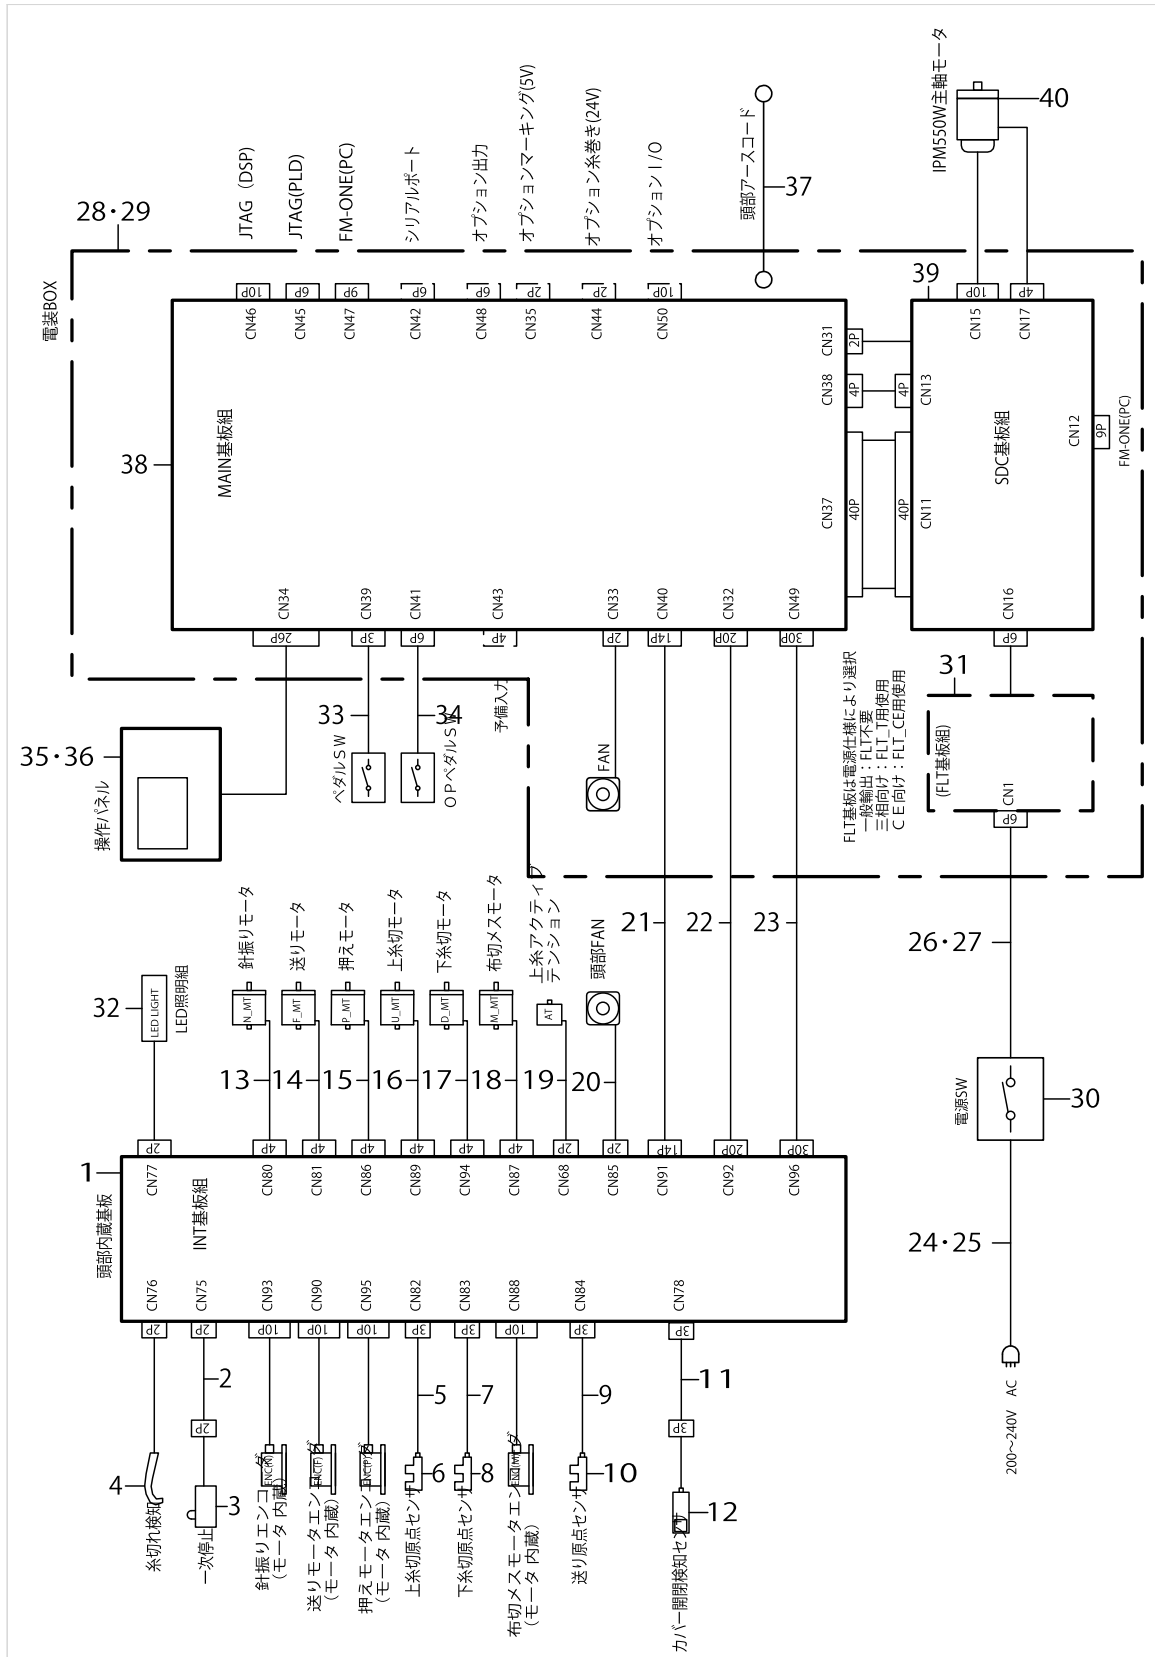 28・29
電装BOX
JTAG（DSP）
JTAG(PLD)
FM-ONE(PC)
シリアルポート
オプション出力
オプションマーキング(5V)
オプション糸巻き(24V)
オプションI/O
頭部アースコード
37
IPM550W主軸モータ
40
39
10P
6P
9P
6P
6P
2P
2P
10P
10P
4P
CN46
CN45
CN47
CN42
CN48
CN35
CN44
CN50
CN31
2P
CN15
CN17
CN38
4P
4P
CN13
38
MAIN基板組
SDC基板組
CN12
9P
FM-ONE(PC)
CN37
40P
40P
CN11
CN34
CN39
CN41
CN43
CN33
CN40
CN32
CN49
CN16
26P
3P
6P
4P
2P
14P
20P
30P
6P
31
33
34
予備入力
FLT基板は電源仕様により選択
一般輸出：FLT不要
三相向け：FLT_T用使用
ＣＥ向け：FLT_CE用使用
(FLT基板組)
CN1
6P
35・36
操作パネル
ペダルＳＷ
ＯＰペダルＳＷ
FAN
32
LED LIGHT
LED照明組
針振りモータ
送りモータ
押えモータ
上糸切モータ
下糸切モータ
布切メスモータ
上糸アクティブ
テンション
頭部FAN
N_MT
F_MT
P_MT
U_MT
D_MT
M_MT
AT
21
22
23
26・27
13
14
15
16
17
18
19
20
電源SW
30
2P
4P
4P
4P
4P
4P
4P
2P
2P
14P
20P
30P
1
頭部内蔵基板
CN77
CN80
CN81
CN86
CN89
CN94
CN87
CN68
CN85
CN91
CN92
CN96
INT基板組
24・25
CN76
CN75
CN93
CN90
CN95
CN82
CN83
CN88
CN84
CN78
2P
2P
10P
10P
10P
3P
3P
10P
3P
3P
2
5
7
9
11
2P
3P
200～240V AC
4
3
6
8
10
12
ENC(N)
ENC(F)
ENC(P)
ENC(M)
糸切れ検知
一次停止
針振りエンコーダ
（モータ内蔵）
送りモータエンコーダ
（モータ内蔵）
押えモータエンコーダ
（モータ内蔵）
上糸切原点センサ
下糸切原点センサ
布切メスモータエンコーダ
（モータ内蔵）
送り原点センサ
カバー開閉検知センサ